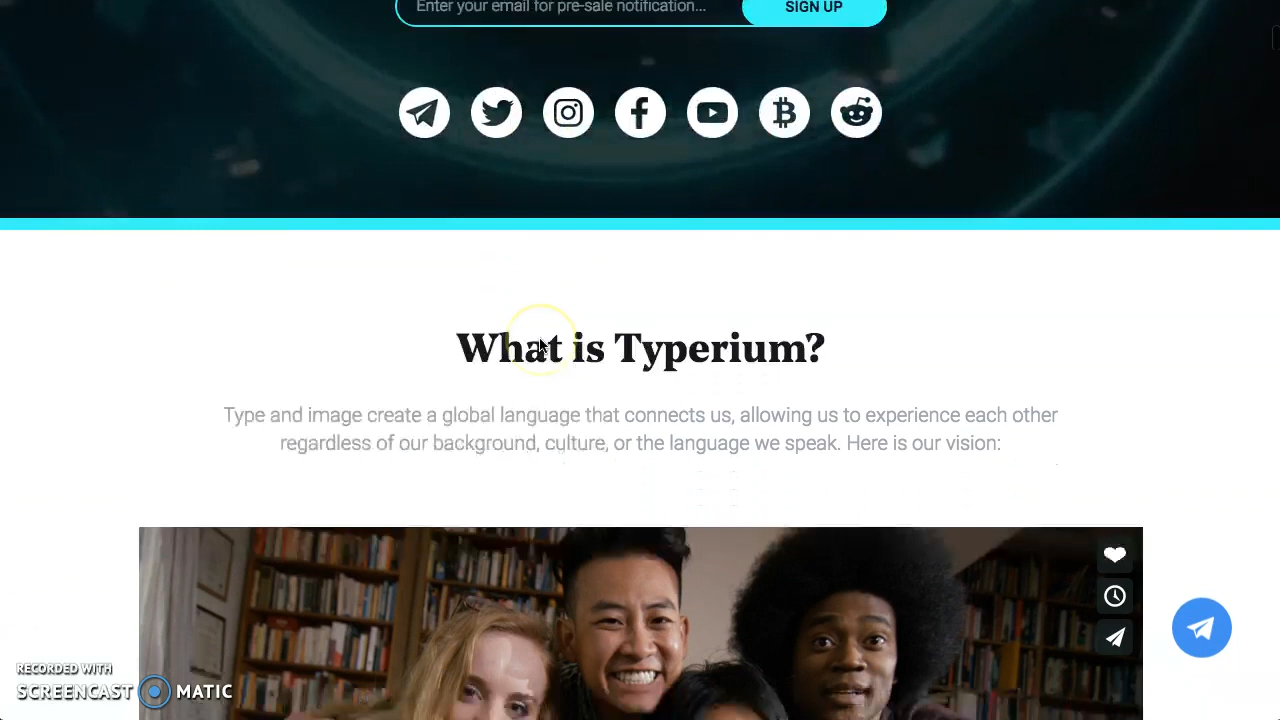 Enter your email for pre-sale notification...
SIGN UP
What is Typerium?
Type and image create a global language that connects us, allowing us to experience each other
regardless of our background, culture, or the language we speak. Here is our vision:
RECORDED WITH
SCREENCAST MATIC